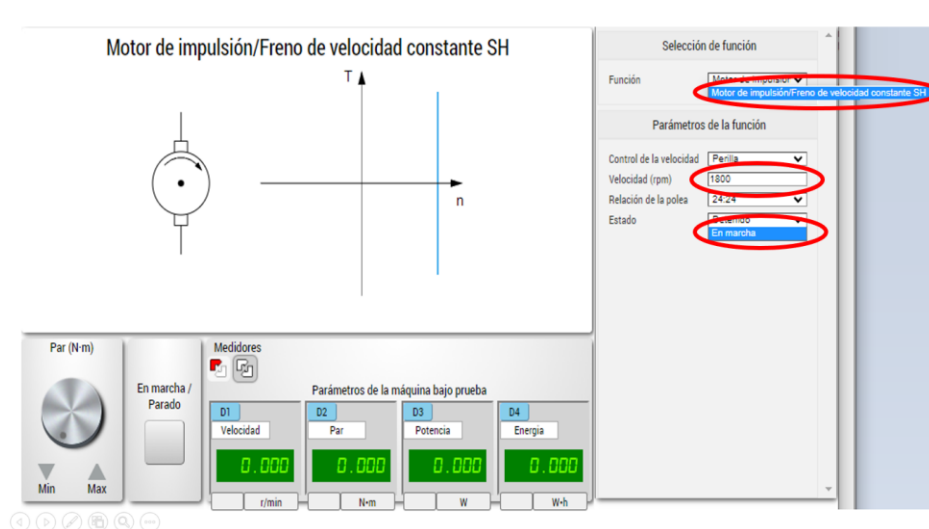 Motor de impulsión/Freno de velocidad constante SH
T
n
Selección de función
Función
Motor de impulsión/Freno de velocidad constante SH
Parámetros de la función
Control de la velocidad Perilla
Velocidad (rpm) 1800
Relación de la polea 24:24
Estado Detenido
En marcha
Par (N·m)
Min Max
En marcha /
Parado
Medidores
Parámetros de la máquina bajo prueba
D1 D2 D3 D4
Velocidad Par Potencia Energia
0.000 0.000 0.000 0.000
r/min N·m W W·h